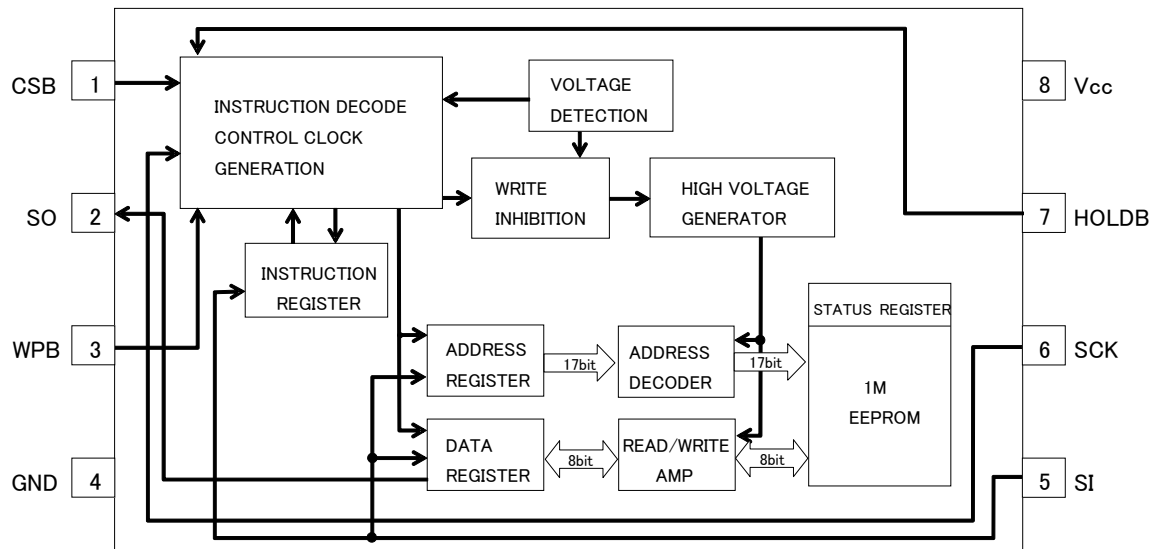 CSB
1
SO
2
WPB
3
GND
4
INSTRUCTION DECODE
CONTROL CLOCK
GENERATION
VOLTAGE
DETECTION
WRITE
INHIBITION
HIGH VOLTAGE
GENERATOR
INSTRUCTION
REGISTER
ADDRESS
REGISTER
17bit
ADDRESS
DECODER
17bit
STATUS REGISTER
1M
EEPROM
DATA
REGISTER
8bit
READ/WRITE
AMP
8bit
8
Vcc
7
HOLDB
6
SCK
5
SI